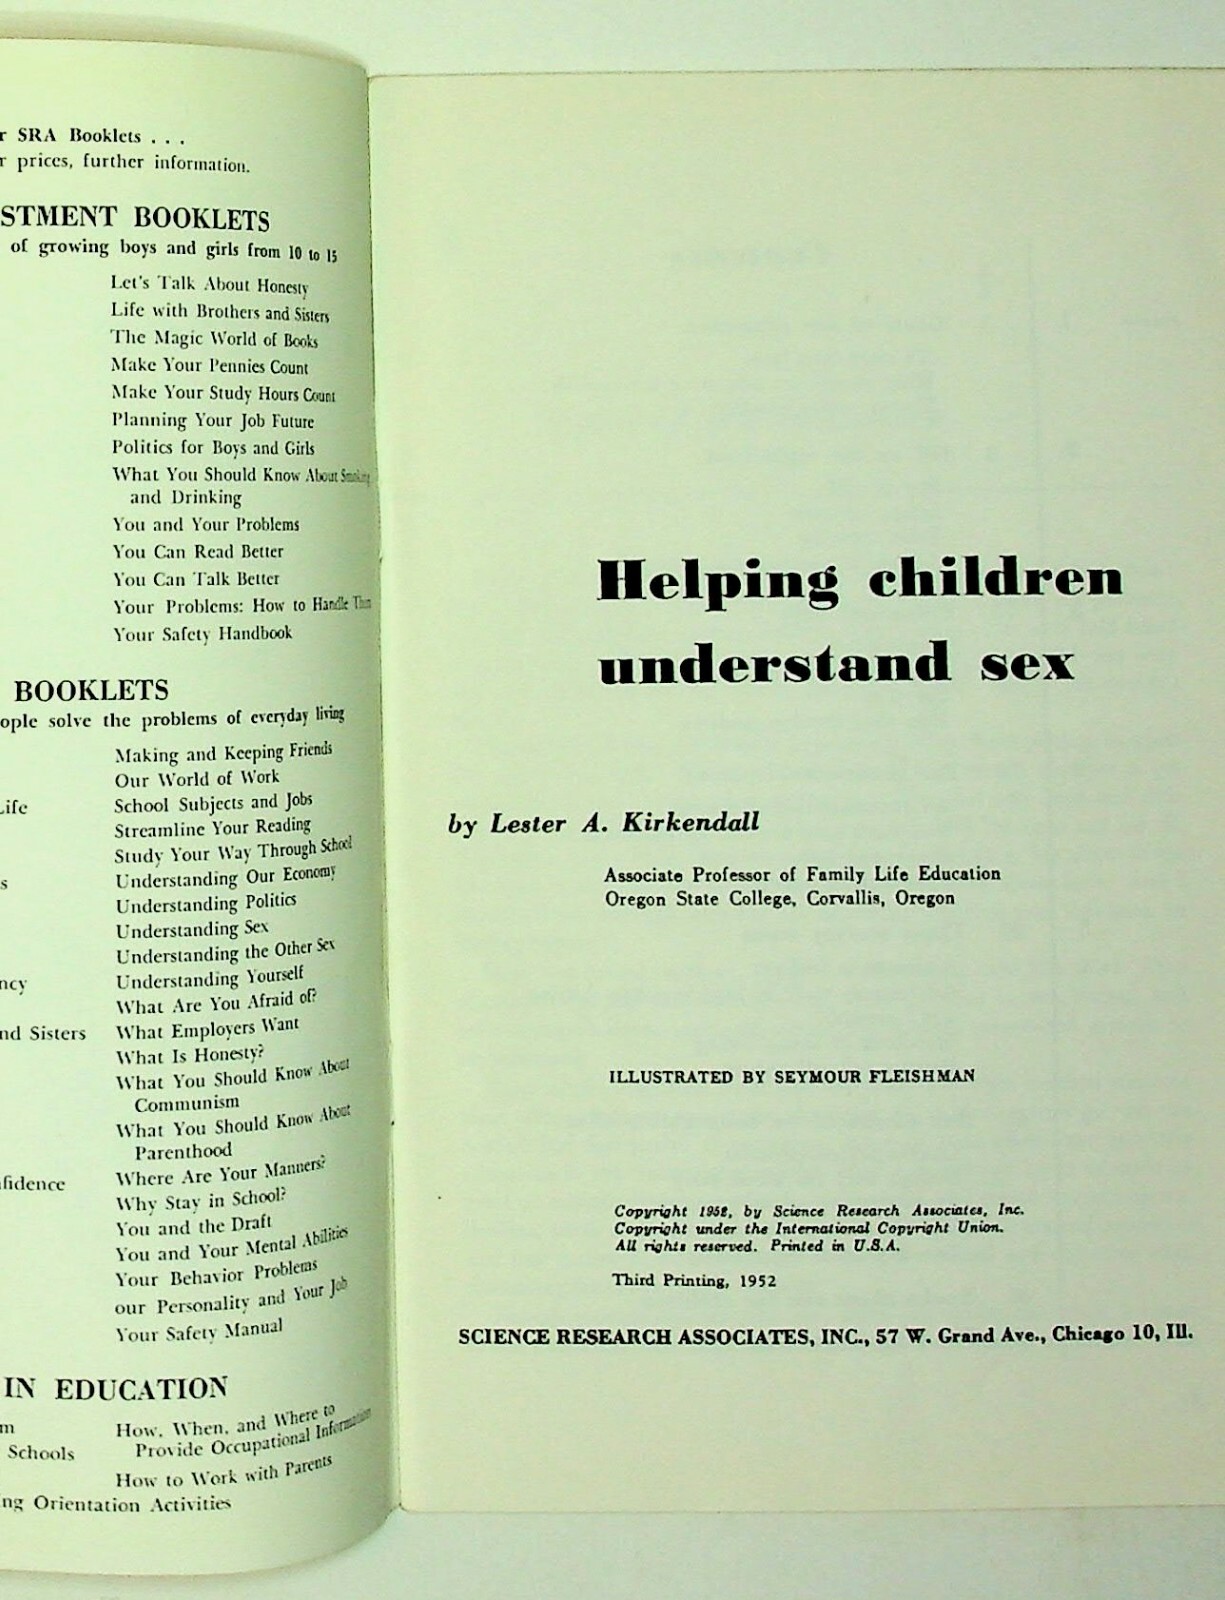 r SRA Booklets . . .
r prices, further information.
STMENT BOOKLETS
of growing boys and girls from 10 to 15
Let's Talk About Honesty
Life with Brothers and Sisters
The Magic World of Books
Make Your Pennies Count
Make Your Study Hours Count
Planning Your Job Future
Politics for Boys and Girls
What You Should Know About Smoking
and Drinking
You and Your Problems
You Can Read Better
You Can Talk Better
Your Problems: How to Handle Them
Your Safety Handbook
BOOKLETS
ople solve the problems of everyday living
Making and Keeping Friends
Our World of Work
Life School Subjects and Jobs
Streamline Your Reading
Study Your Way Through School
s Understanding Our Economy
Understanding Politics
Understanding Sex
Understanding the Other Sex
ncy Understanding Yourself
What Are You Afraid of?
nd Sisters What Employers Want
What Is Honesty?
What You Should Know About
Communism
What You Should Know About
Parenthood
nfidence Where Are Your Manners?
Why Stay in School?
You and the Draft
You and Your Mental Abilities
Your Behavior Problems
our Personality and Your Job
Your Safety Manual
IN EDUCATION
m How, When, and Where to
Schools Provide Occupational Information
How to Work with Parents
ng Orientation Activities
Helping children
understand sex
by Lester A. Kirkendall
Associate Professor of Family Life Education
Oregon State College, Corvallis, Oregon
ILLUSTRATED BY SEYMOUR FLEISHMAN
Copyright 1952, by Science Research Associates, Inc.
Copyright under the International Copyright Union.
All rights reserved. Printed in U.S.A.
Third Printing, 1952
SCIENCE RESEARCH ASSOCIATES, INC., 57 W. Grand Ave., Chicago 10, Ill.